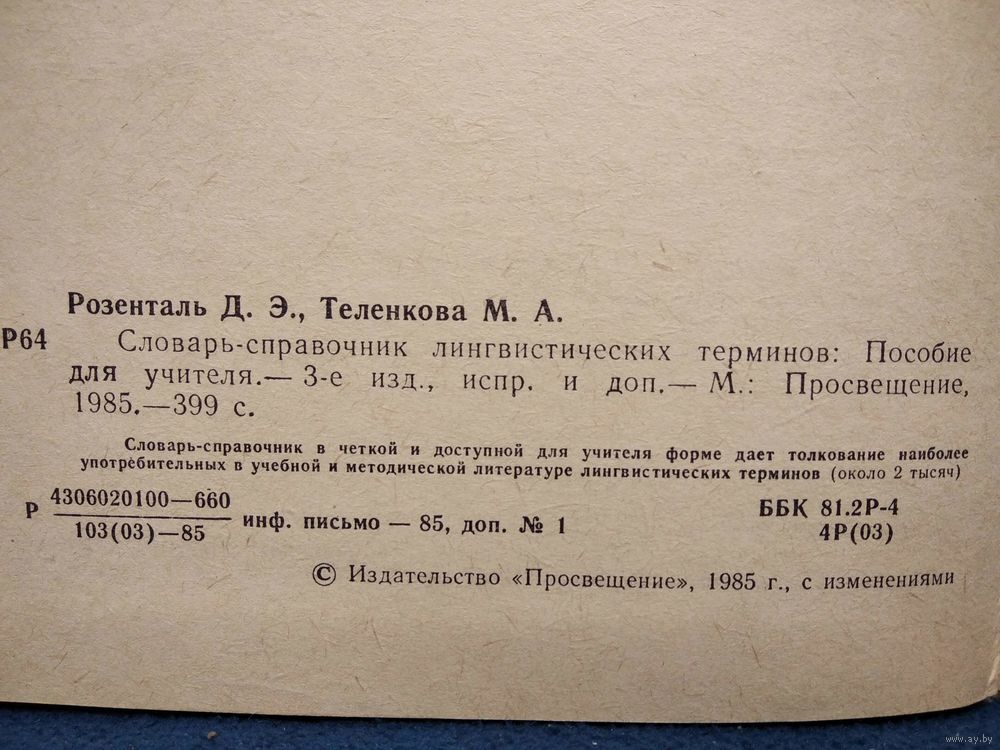 Розенталь Д. Э., Теленкова М. А.
Р64 Словарь-справочник лингвистических терминов: Пособие
для учителя.— 3-е изд., испр. и доп.— М.: Просвещение,
1985.—399 с.
Словарь-справочник в четкой и доступной для учителя форме дает толкование наиболее
употребительных в учебной и методической литературе лингвистических терминов (около 2 тысяч)
Р 4306020100—660
103(03)—85
инф. письмо — 85, доп. № 1
ББК 81.2Р-4
4Р(03)
© Издательство «Просвещение», 1985 г., с изменениями
www.ay.by